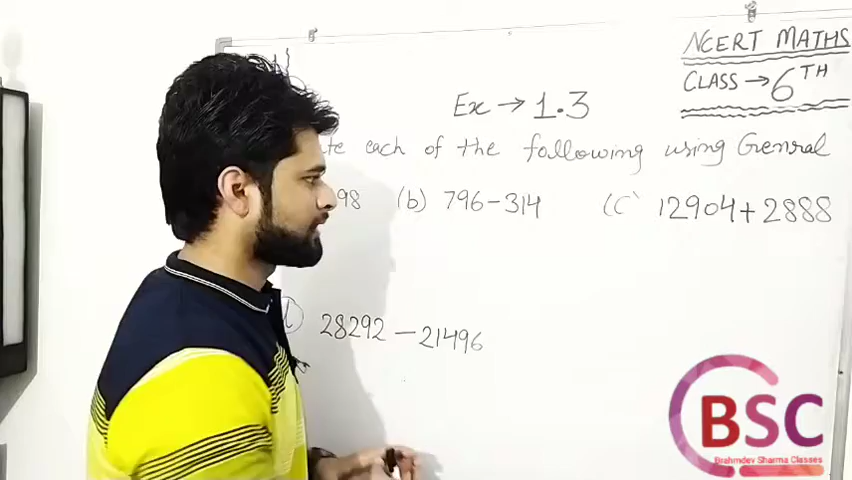 NCERT MATHS
CLASS → 6TH
Ex → 1.3
each of the following using General
98 (b) 796-314 (C) 12904+2888
28292 - 21496
BSC
Brahmdev Sharma Classes